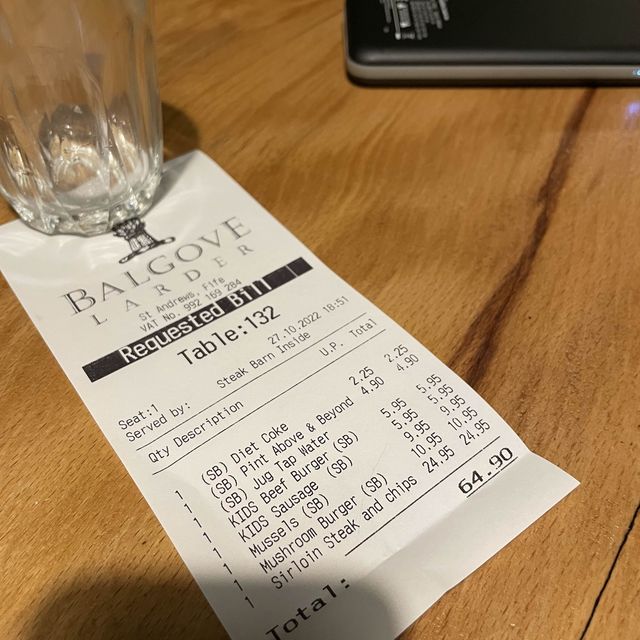 BALGOVE
LARDER
St Andrews, Fife
VAT No. 992 169 284
Requested Bill
Table:132
27.10.2022 18:51
Seat:1 Steak Barn Inside
Served by:
Qty Description U.P. Total
1 (SB) Diet Coke 2.25 2.25
1 (SB) Pint Above & Beyond 4.90 4.90
1 (SB) Jug Tap Water
1 KIDS Beef Burger (SB) 5.95 5.95
1 KIDS Sausage (SB) 5.95 5.95
1 Mussels (SB) 9.95 9.95
1 Mushroom Burger (SB) 10.95 10.95
1 Sirloin Steak and chips 24.95 24.95
Total: 64.90